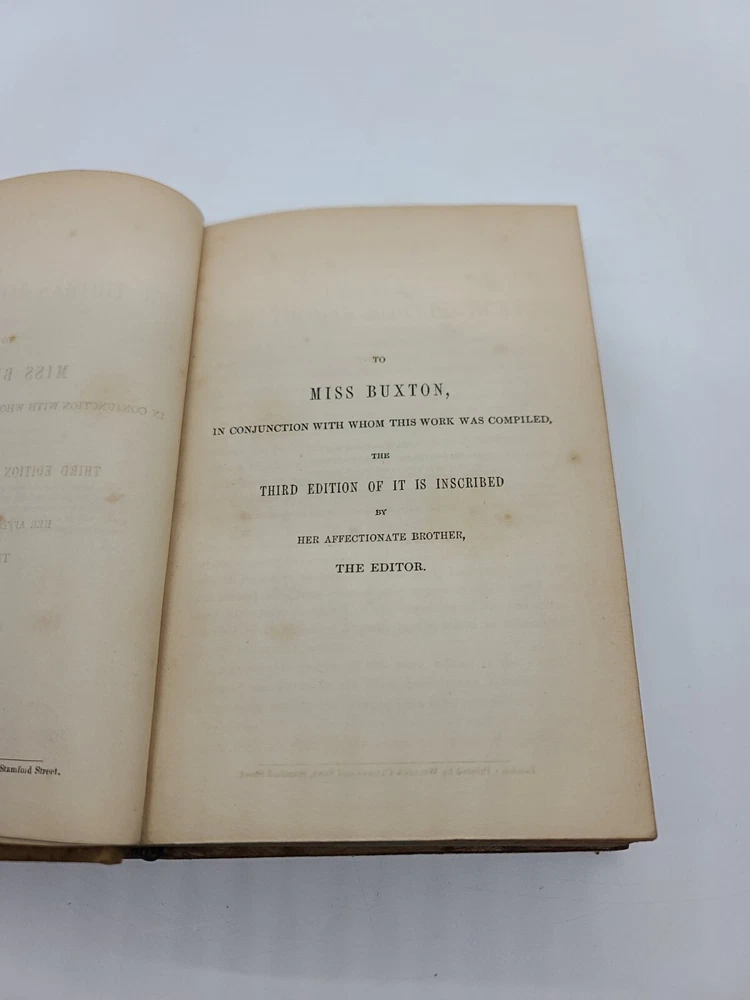 Stamford Street.
TO
MISS BUXTON,
IN CONJUNCTION WITH WHOM THIS WORK WAS COMPILED,
THE
THIRD EDITION OF IT IS INSCRIBED
BY
HER AFFECTIONATE BROTHER,
THE EDITOR.